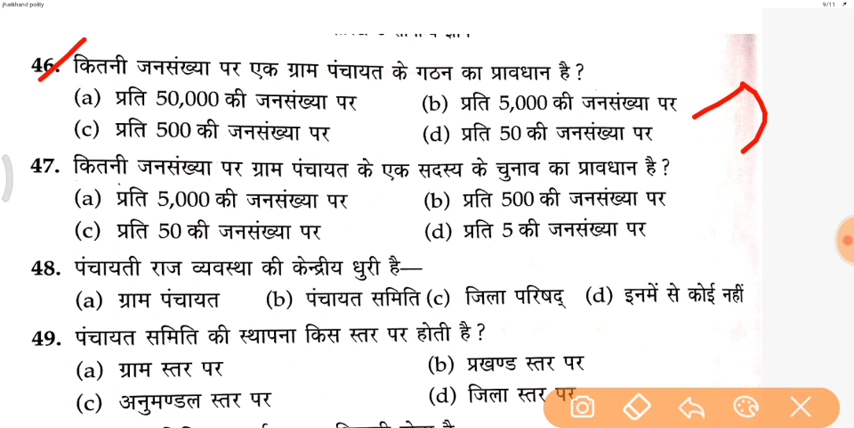 jharkhand polity
9/11
46. कितनी जनसंख्या पर एक ग्राम पंचायत के गठन का प्रावधान है?
(a) प्रति 50,000 की जनसंख्या पर (b) प्रति 5,000 की जनसंख्या पर
(c) प्रति 500 की जनसंख्या पर (d) प्रति 50 की जनसंख्या पर
47. कितनी जनसंख्या पर ग्राम पंचायत के एक सदस्य के चुनाव का प्रावधान है?
(a) प्रति 5,000 की जनसंख्या पर (b) प्रति 500 की जनसंख्या पर
(c) प्रति 50 की जनसंख्या पर (d) प्रति 5 की जनसंख्या पर
48. पंचायती राज व्यवस्था की केन्द्रीय धुरी है—
(a) ग्राम पंचायत (b) पंचायत समिति (c) जिला परिषद् (d) इनमें से कोई नहीं
49. पंचायत समिति की स्थापना किस स्तर पर होती है?
(a) ग्राम स्तर पर (b) प्रखण्ड स्तर पर
(c) अनुमण्डल स्तर पर (d) जिला स्तर पर